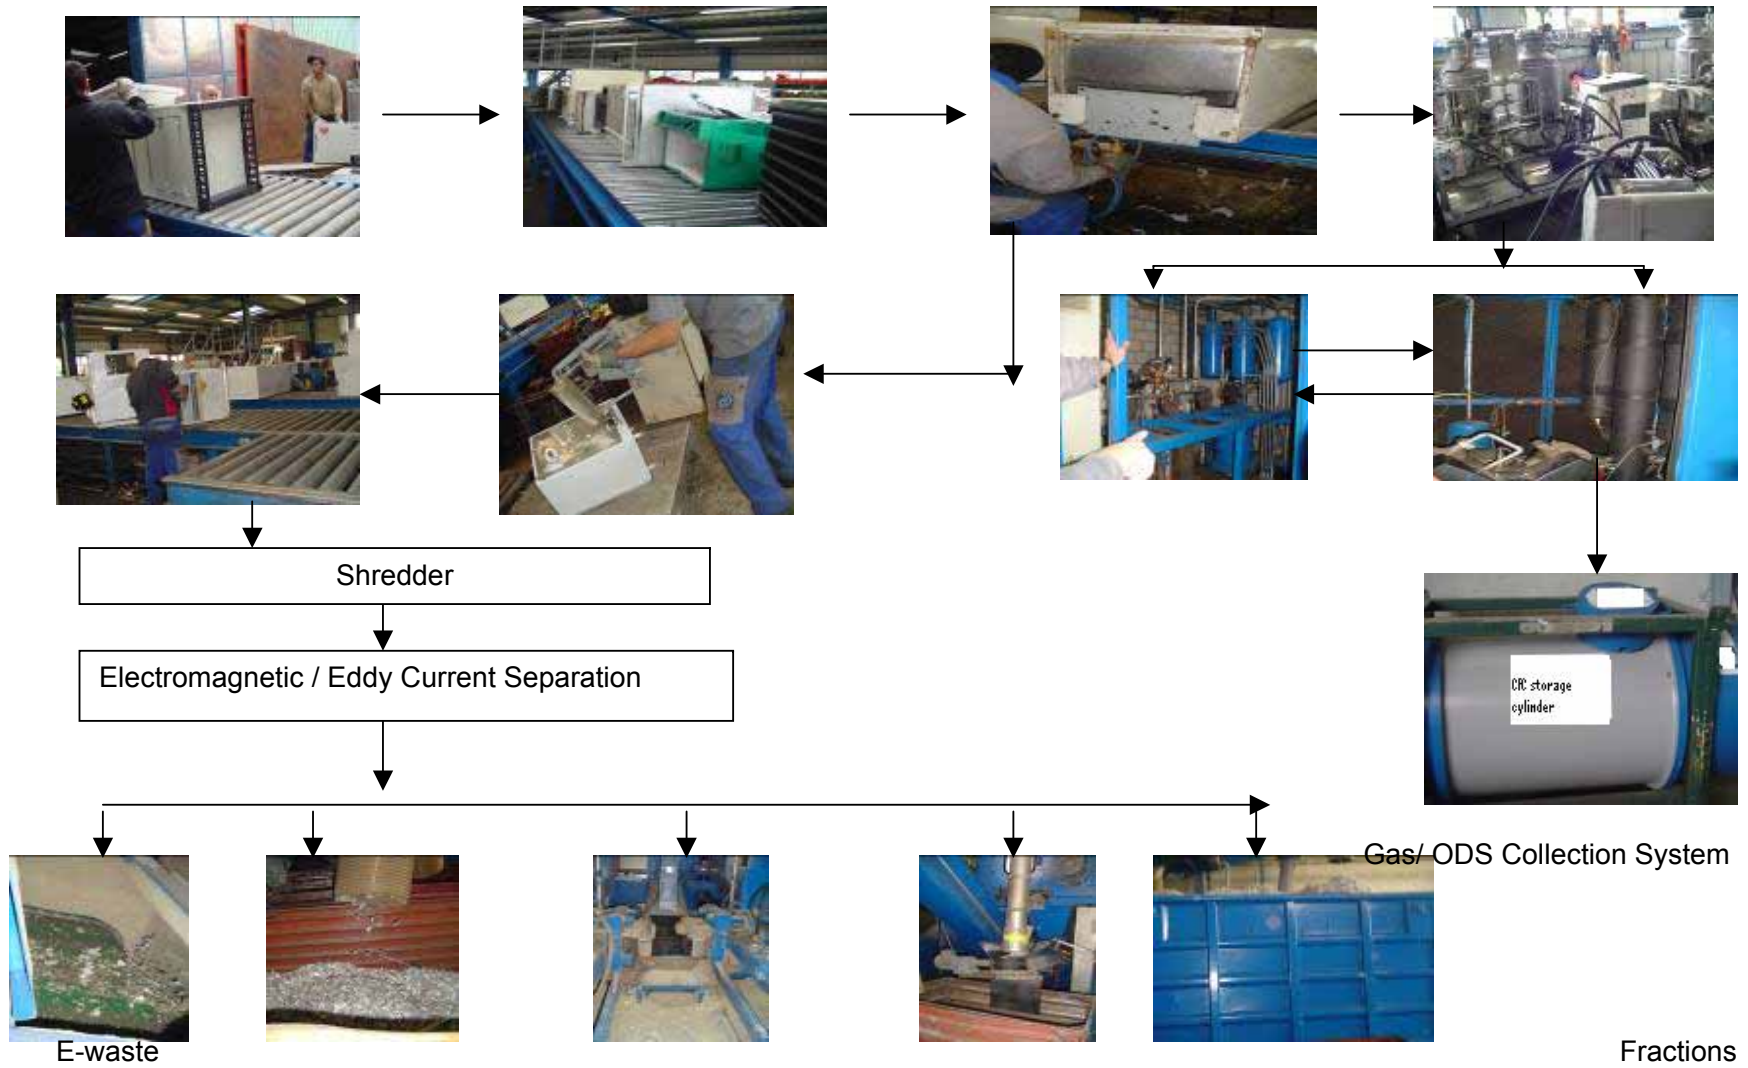 Shredder
Electromagnetic / Eddy Current Separation
CFC storage
cylinder
Gas/ ODS Collection System
E-waste
Fractions